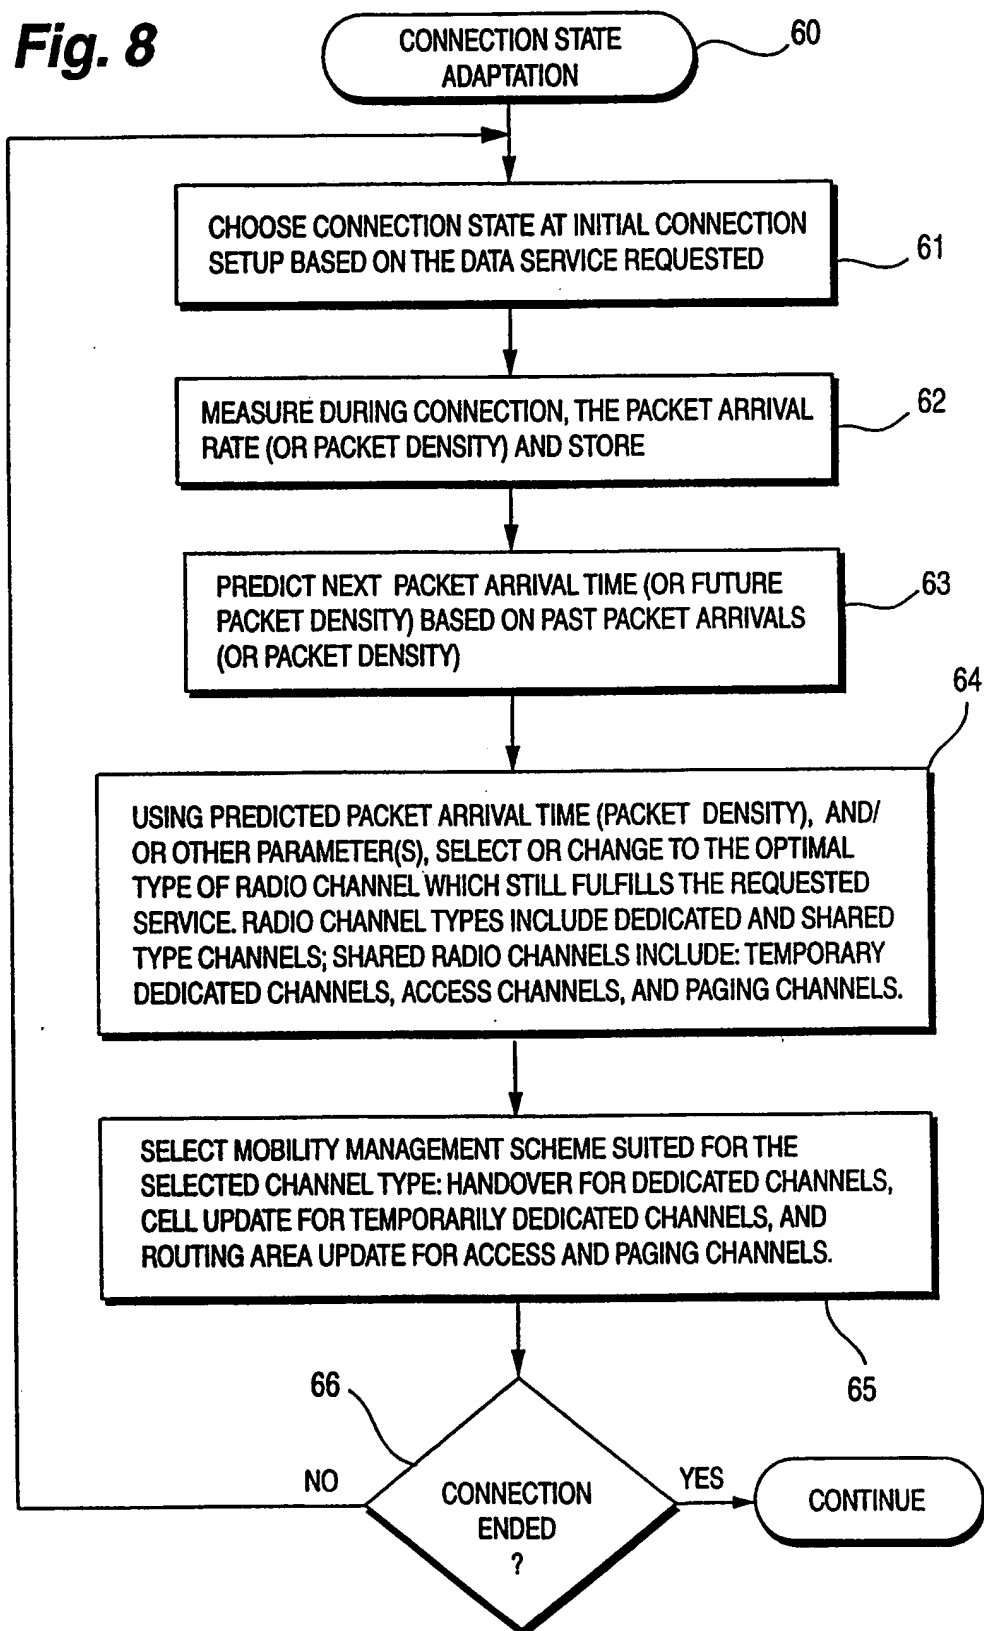 Fig. 8
CONNECTION STATE
ADAPTATION
60
CHOOSE CONNECTION STATE AT INITIAL CONNECTION
SETUP BASED ON THE DATA SERVICE REQUESTED
61
MEASURE DURING CONNECTION, THE PACKET ARRIVAL
RATE (OR PACKET DENSITY) AND STORE
62
PREDICT NEXT PACKET ARRIVAL TIME (OR FUTURE
PACKET DENSITY) BASED ON PAST PACKET ARRIVALS
(OR PACKET DENSITY)
63
64
USING PREDICTED PACKET ARRIVAL TIME (PACKET DENSITY), AND/
OR OTHER PARAMETER(S), SELECT OR CHANGE TO THE OPTIMAL
TYPE OF RADIO CHANNEL WHICH STILL FULFILLS THE REQUESTED
SERVICE. RADIO CHANNEL TYPES INCLUDE DEDICATED AND SHARED
TYPE CHANNELS; SHARED RADIO CHANNELS INCLUDE: TEMPORARY
DEDICATED CHANNELS, ACCESS CHANNELS, AND PAGING CHANNELS.
SELECT MOBILITY MANAGEMENT SCHEME SUITED FOR THE
SELECTED CHANNEL TYPE: HANDOVER FOR DEDICATED CHANNELS,
CELL UPDATE FOR TEMPORARILY DEDICATED CHANNELS, AND
ROUTING AREA UPDATE FOR ACCESS AND PAGING CHANNELS.
65
66
NO
CONNECTION
ENDED
?
YES
CONTINUE